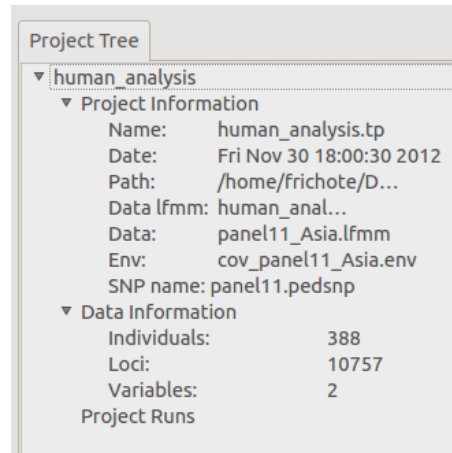 Project Tree
human_analysis
Project Information
Name: human_analysis.tp
Date: Fri Nov 30 18:00:30 2012
Path: /home/frichote/D...
Data lfmm: human_anal...
Data: panel11_Asia.lfmm
Env: cov_panel11_Asia.env
SNP name: panel11.pedsnp
Data Information
Individuals: 388
Loci: 10757
Variables: 2
Project Runs